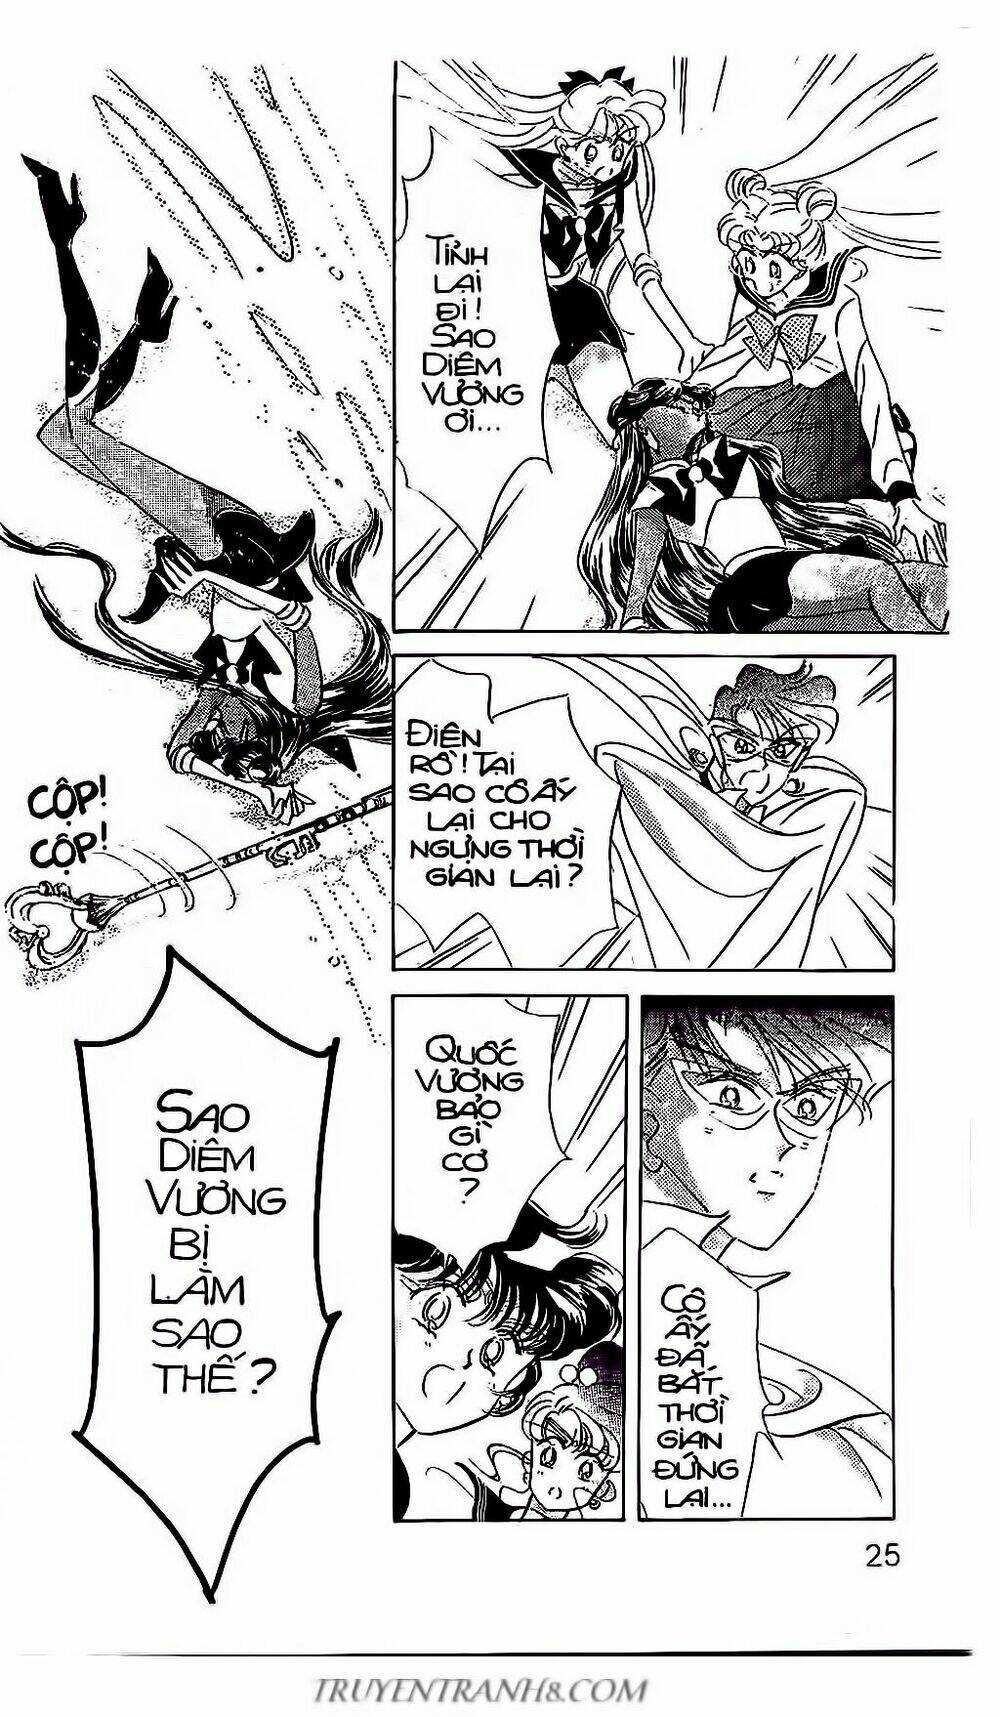 TỈNH
LẠI
ĐI!
SAO
DIÊM
VƯƠNG
ƠI...
CỘP!
CỘP!
ĐIÊN
RỒ! TẠI
SAO CÔ ẤY
LẠI CHO
NGƯNG THỜI
GIAN LẠI?
SAO
DIÊM
VƯƠNG
BỊ
LÀM
SAO
THẾ?
QUỐC
VƯƠNG
BẢO
GÌ
CƠ
?
CÔ
ẤY
ĐÃ
BẮT
THỜI
GIAN
ĐỨNG
LẠI...
25
TRUYENTRANH8.COM